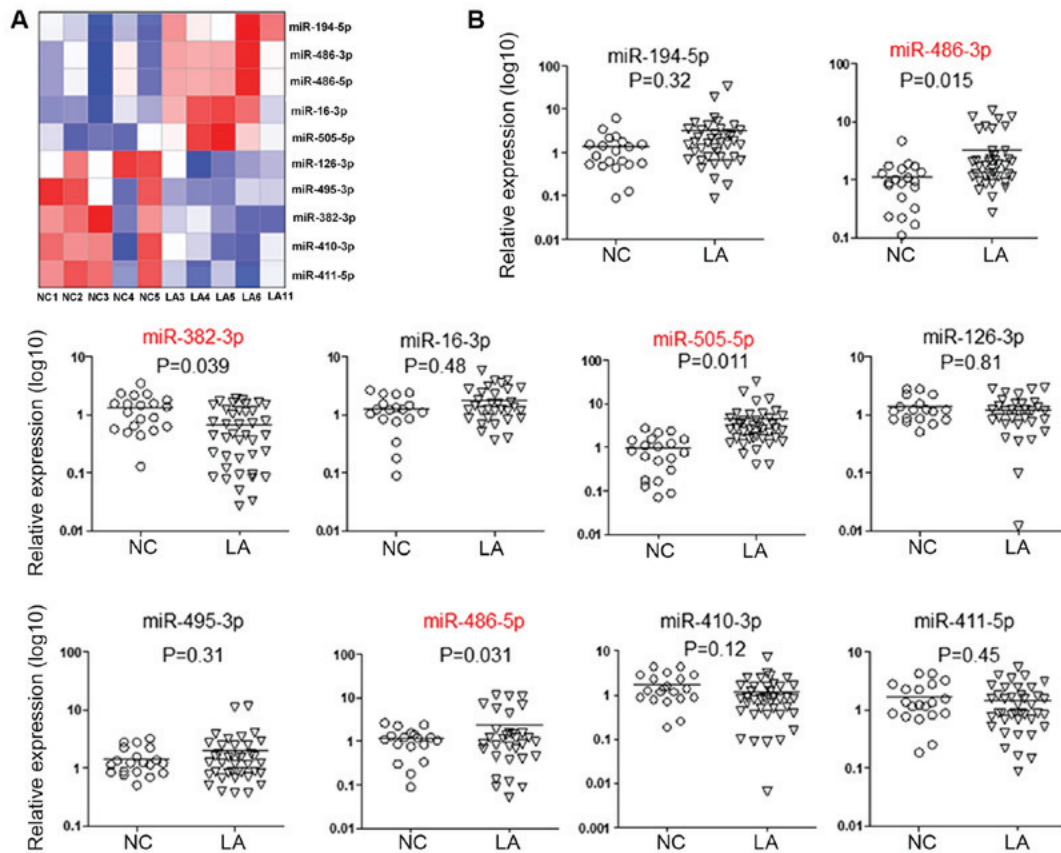 A
miR-194-5p
miR-486-3p
miR-486-5p
miR-16-3p
miR-505-5p
miR-126-3p
miR-495-3p
miR-382-3p
miR-410-3p
miR-411-5p
NC1 NC2 NC3 NC4 NC5 LA3 LA4 LA5 LA6 LA11
B
Relative expression (log10)
miR-194-5p
P=0.32
100
10
1
0.1
0.01
NC LA
miR-486-3p
P=0.015
100
10
1
0.1
NC LA
Relative expression (log10)
miR-382-3p
P=0.039
10
1
0.1
0.01
NC LA
miR-16-3p
P=0.48
10
1
0.1
0.01
NC LA
miR-505-5p
P=0.011
100
10
1
0.1
0.01
NC LA
miR-126-3p
P=0.81
10
1
0.1
0.01
NC LA
Relative expression (log10)
miR-495-3p
P=0.31
100
10
1
0.1
NC LA
miR-486-5p
P=0.031
100
10
1
0.1
0.01
NC LA
miR-410-3p
P=0.12
10
1
0.1
0.01
0.001
NC LA
miR-411-5p
P=0.45
10
1
0.1
0.01
NC LA